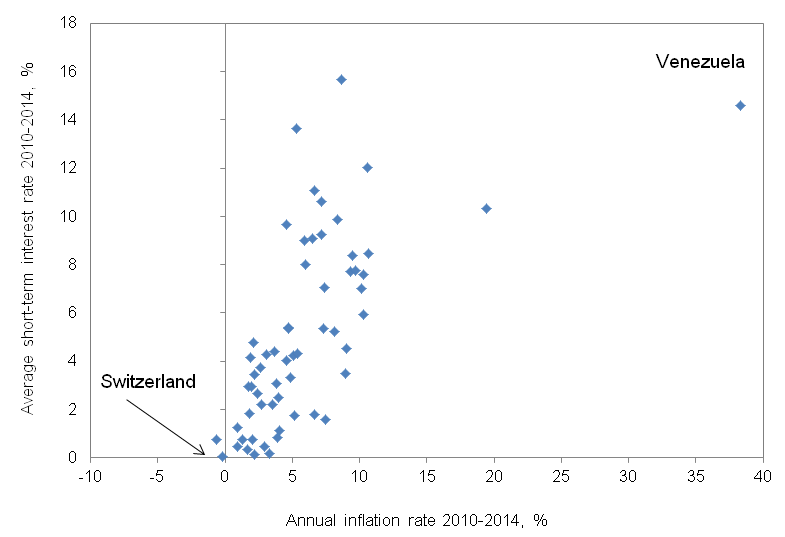 18
16
14
12
10
8
6
4
2
0
Average short-term interest rate 2010-2014, %
Venezuela
Switzerland
-10 -5 0 5 10 15 20 25 30 35 40
Annual inflation rate 2010-2014, %